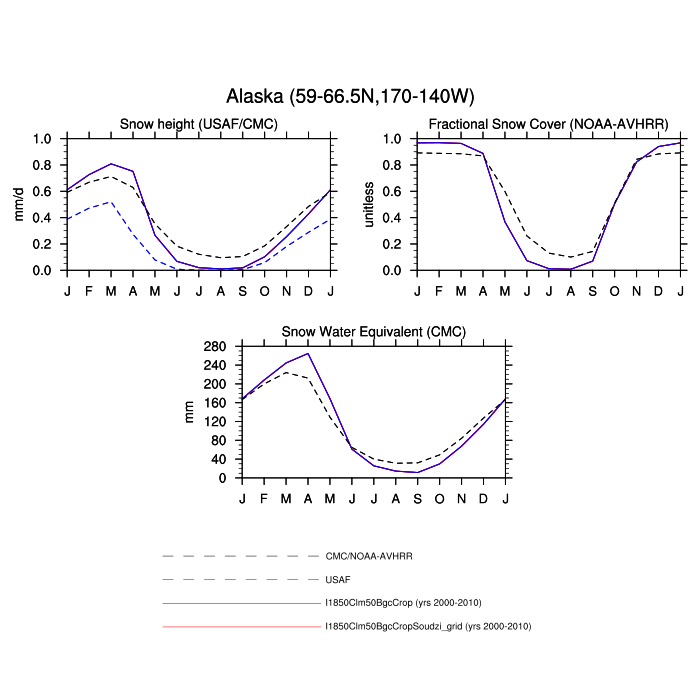 Alaska (59-66.5N,170-140W)
Snow height (USAF/CMC)
mm/d
1.0
0.8
0.6
0.4
0.2
0.0
J F M A M J J A S O N D J
Fractional Snow Cover (NOAA-AVHRR)
unitless
1.0
0.8
0.6
0.4
0.2
0.0
J F M A M J J A S O N D J
Snow Water Equivalent (CMC)
mm
280
240
200
160
120
80
40
0
J F M A M J J A S O N D J
CMC/NOAA-AVHRR
USAF
I1850Clm50BgcCrop (yrs 2000-2010)
I1850Clm50BgcCropSoudzi_grid (yrs 2000-2010)